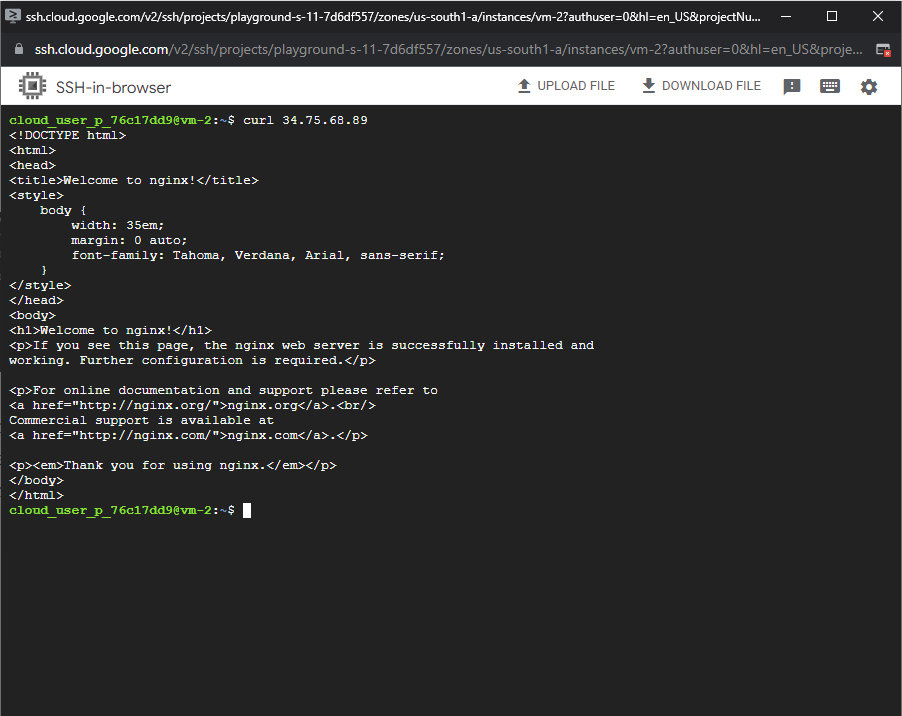 ssh.cloud.google.com/v2/ssh/projects/playground-s-11-7d6df557/zones/us-south1-a/instances/vm-2?authuser=0&hl=en_US&projectNu...
ssh.cloud.google.com/v2/ssh/projects/playground-s-11-7d6df557/zones/us-south1-a/instances/vm-2?authuser=0&hl=en_US&proje...
SSH-in-browser UPLOAD FILE DOWNLOAD FILE
cloud_user_p_76c17dd9@vm-2:~$ curl 34.75.68.89
<!DOCTYPE html>
<html>
<head>
<title>Welcome to nginx!</title>
<style>
    body {
        width: 35em;
        margin: 0 auto;
        font-family: Tahoma, Verdana, Arial, sans-serif;
    }
</style>
</head>
<body>
<h1>Welcome to nginx!</h1>
<p>If you see this page, the nginx web server is successfully installed and
working. Further configuration is required.</p>

<p>For online documentation and support please refer to
<a href="http://nginx.org/">nginx.org</a>.<br/>
Commercial support is available at
<a href="http://nginx.com/">nginx.com</a>.</p>

<p><em>Thank you for using nginx.</em></p>
</body>
</html>
cloud_user_p_76c17dd9@vm-2:~$